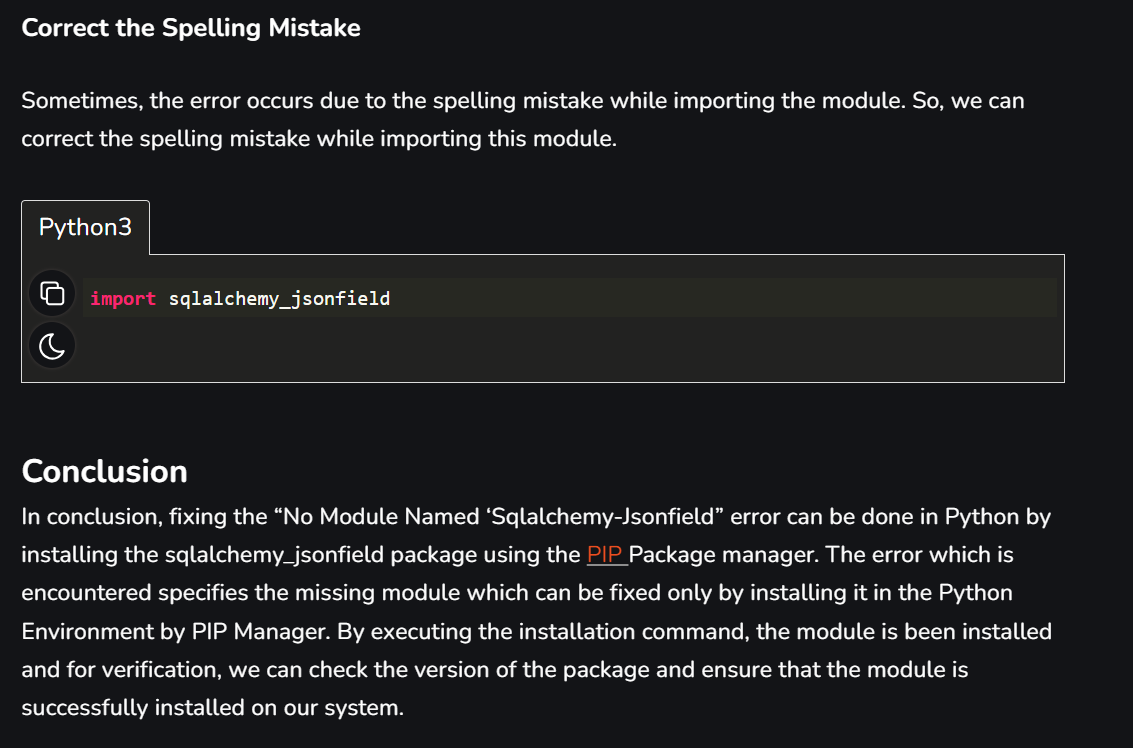 Correct the Spelling Mistake
Sometimes, the error occurs due to the spelling mistake while importing the module. So, we can
correct the spelling mistake while importing this module.
Python3
import sqlalchemy_jsonfield
Conclusion
In conclusion, fixing the “No Module Named ‘Sqlalchemy-Jsonfield” error can be done in Python by
installing the sqlalchemy_jsonfield package using the PIP Package manager. The error which is
encountered specifies the missing module which can be fixed only by installing it in the Python
Environment by PIP Manager. By executing the installation command, the module is been installed
and for verification, we can check the version of the package and ensure that the module is
successfully installed on our system.